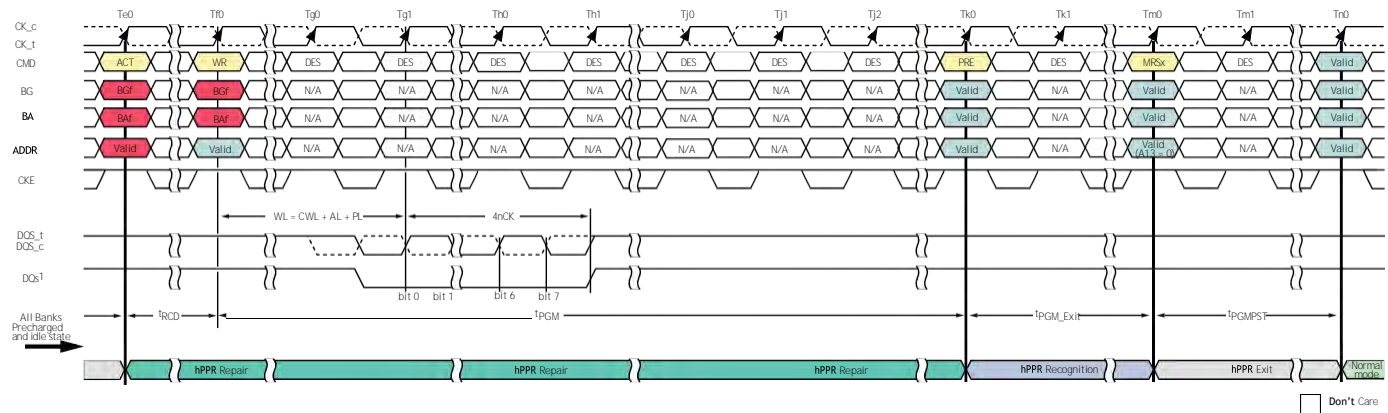 Te0 Tf0 Tg0 Tg1 Th0 Th1 Tj0 Tj1 Tj2 Tk0 Tk1 Tm0 Tm1 Tn0
CK_c
CK_t
CMD ACT WR DES DES DES DES DES DES DES PRE DES MRSx DES Valid
BG BGf BGf N/A N/A N/A N/A N/A N/A N/A Valid N/A Valid N/A Valid
BA BAf BAf N/A N/A N/A N/A N/A N/A N/A Valid N/A Valid N/A Valid
ADDR Valid Valid N/A N/A N/A N/A N/A N/A N/A Valid N/A Valid (A13 = 0) N/A Valid
CKE
WL = CWL + AL + PL 4nCK
DQS_t
DQS_c
DQs1
bit 0 bit 1 bit 6 bit 7
All Banks
Precharged
and idle state
tRCD tPGM tPGM_Exit tPGMPST
hPPR Repair hPPR Repair hPPR Repair hPPR Recognition hPPR Exit Normal mode
Don't Care